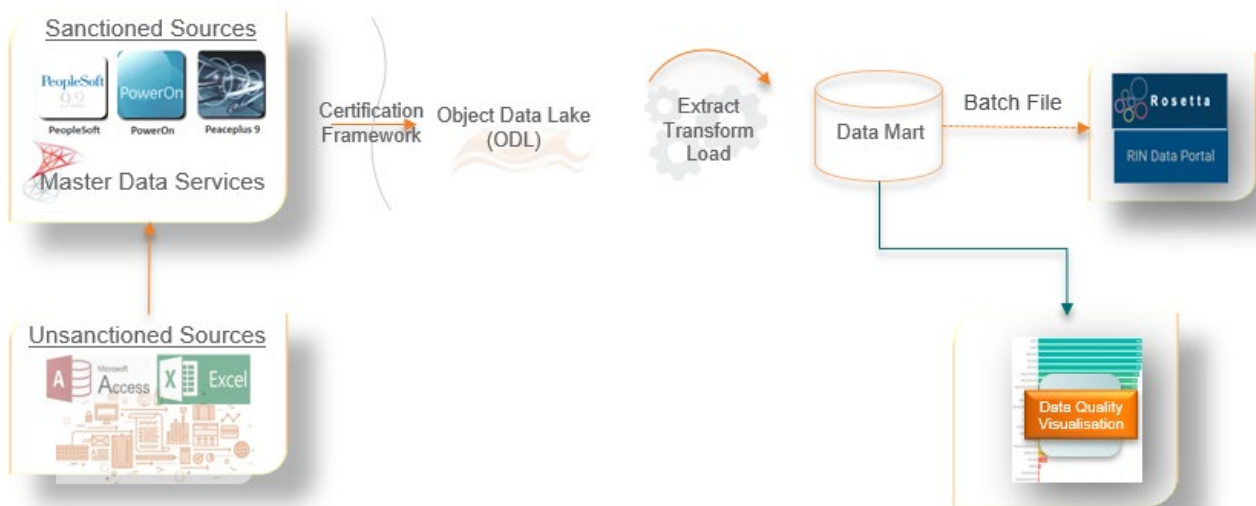 Sanctioned Sources
PeopleSoft
9.2
PowerOn
PeopleSoft
PowerOn
Peaceplus 9
Master Data Services
Certification
Framework
Object Data Lake
(ODL)
Extract
Transform
Load
Data Mart
Batch File
Rosetta
RIN Data Portal
Unsanctioned Sources
A
Microsoft
Access
X
Excel
Data Quality
Visualisation